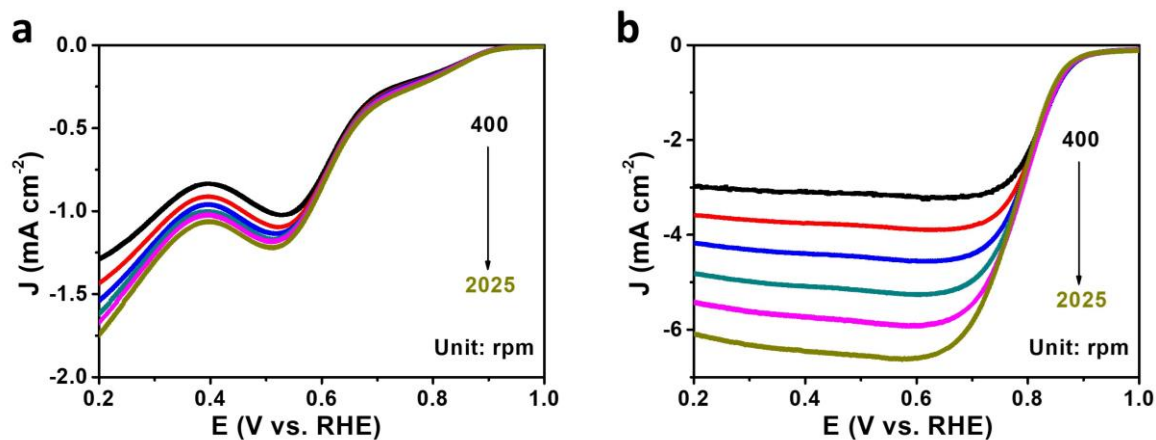 a
0.0
-0.5
-1.0
-1.5
-2.0
J (mA cm-2)
0.2 0.4 0.6 0.8 1.0
E (V vs. RHE)
400
2025
Unit: rpm
b
0
-2
-4
-6
J (mA cm-2)
0.2 0.4 0.6 0.8 1.0
E (V vs. RHE)
400
2025
Unit: rpm